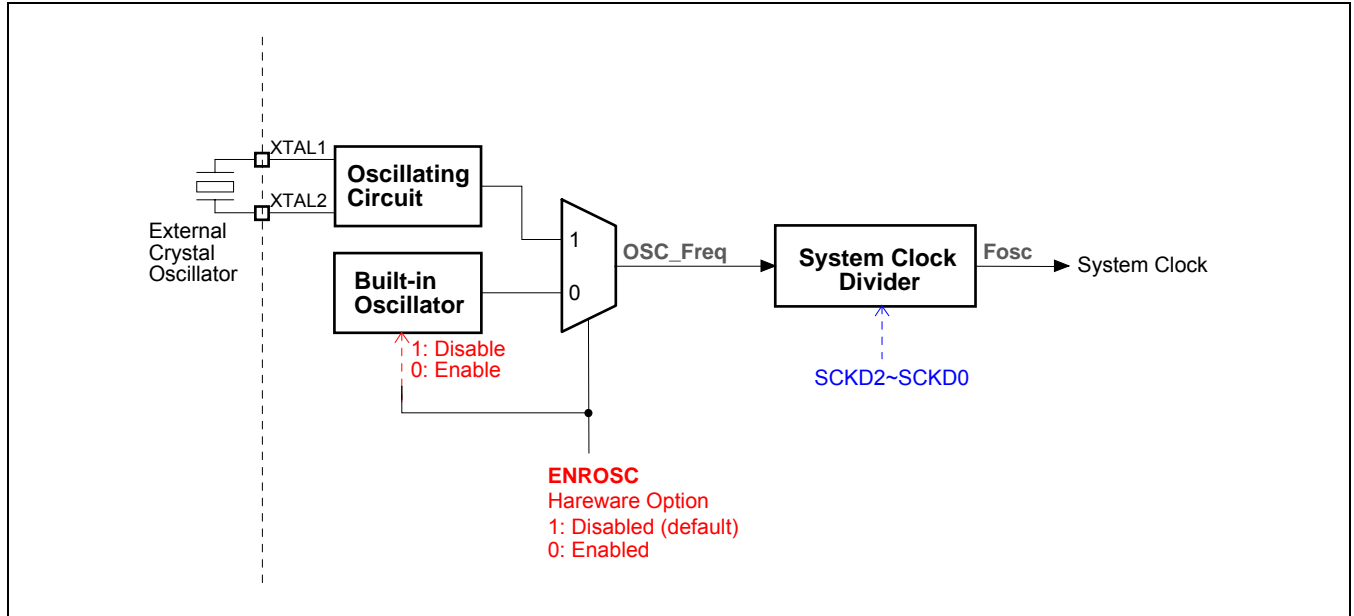 XTAL1
XTAL2
External
Crystal
Oscillator
Oscillating
Circuit
Built-in
Oscillator
1: Disable
0: Enable
1
0
OSC_Freq
System Clock
Divider
Fosc
System Clock
SCKD2~SCKD0
ENROSC
Hareware Option
1: Disabled (default)
0: Enabled